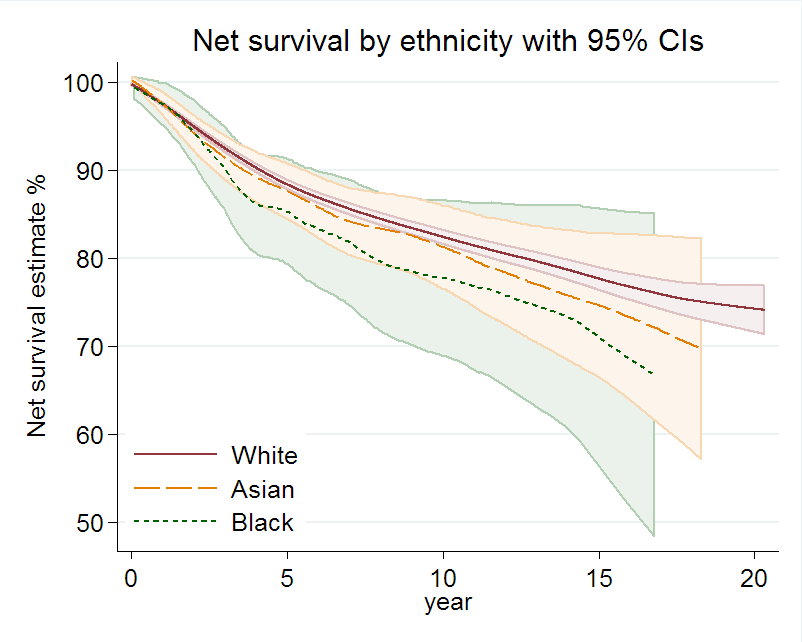 Net survival by ethnicity with 95% CIs
Net survival estimate %
100
90
80
70
60
50
White
Asian
Black
0 5 10 15 20
year